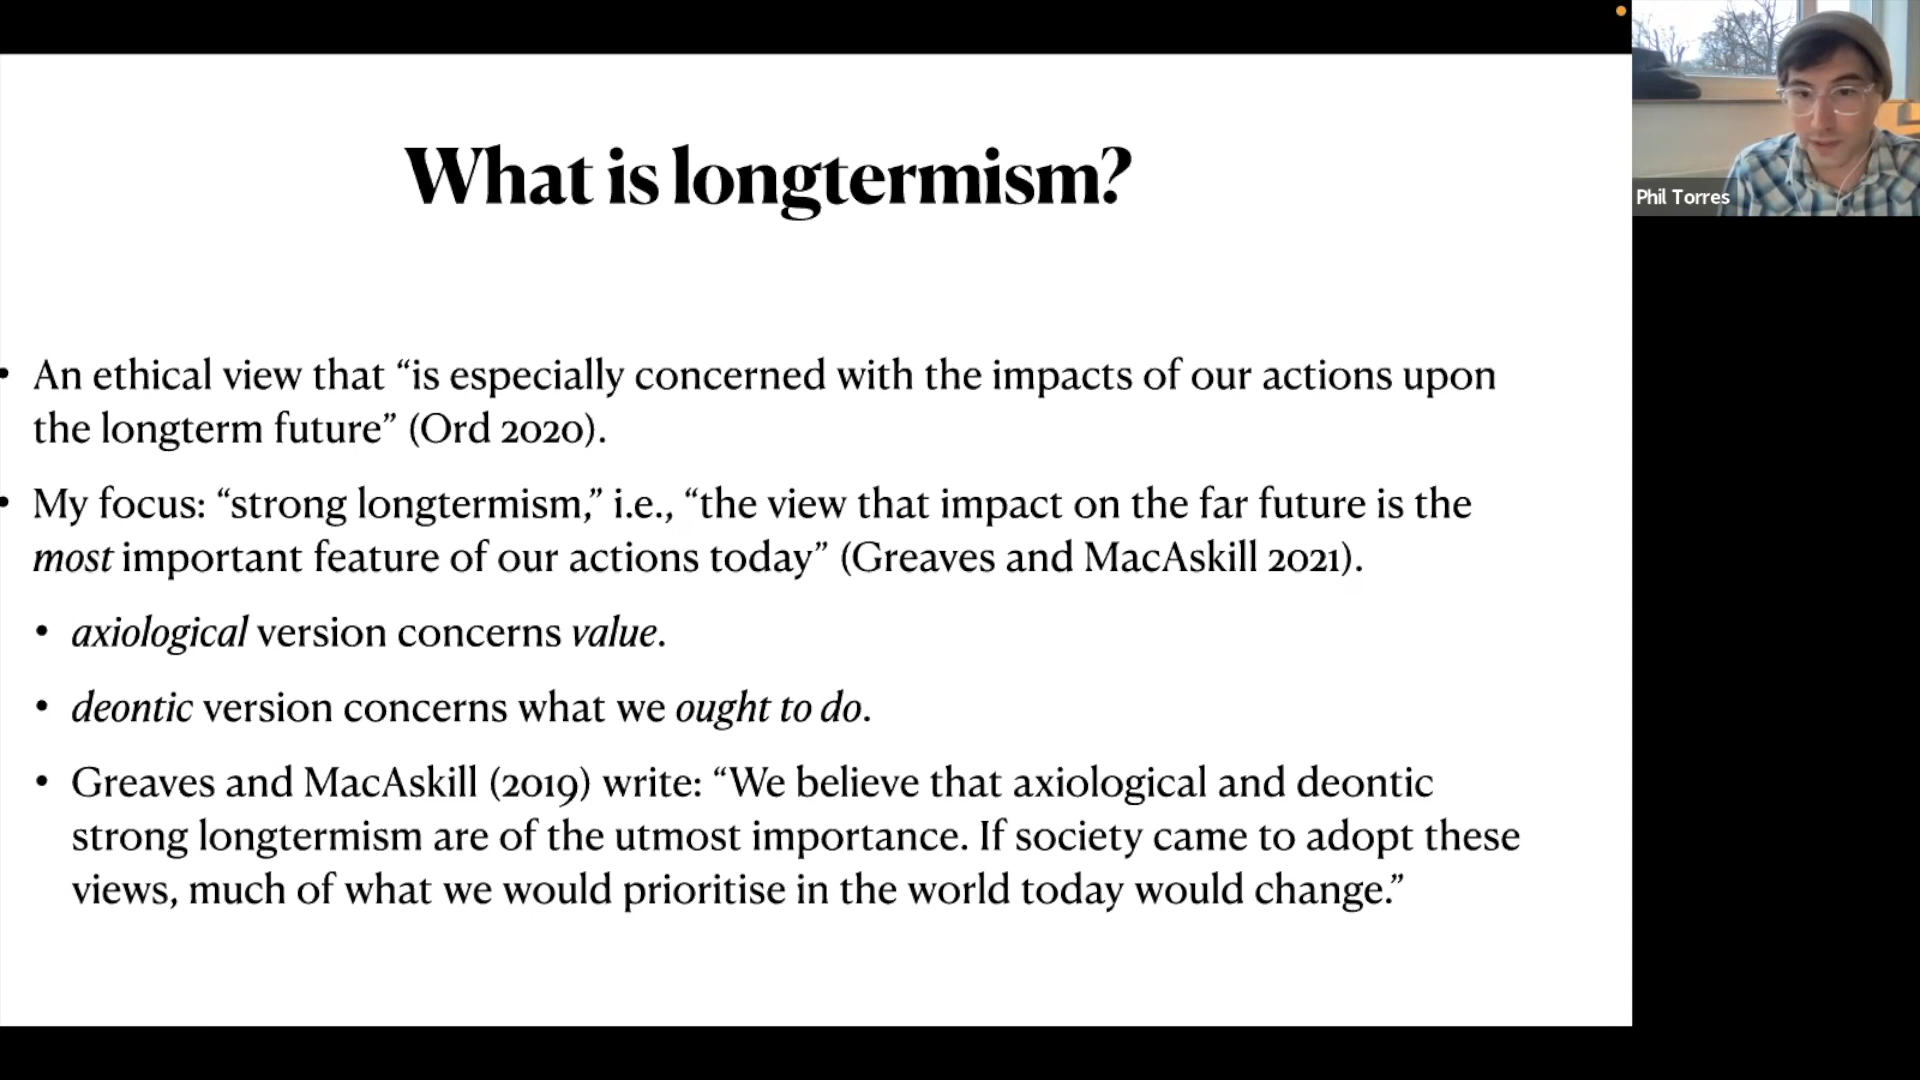 What is longtermism?
• An ethical view that “is especially concerned with the impacts of our actions upon
the longterm future” (Ord 2020).
• My focus: “strong longtermism,” i.e., “the view that impact on the far future is the
most important feature of our actions today” (Greaves and MacAskill 2021).
• axiological version concerns value.
• deontic version concerns what we ought to do.
• Greaves and MacAskill (2019) write: “We believe that axiological and deontic
strong longtermism are of the utmost importance. If society came to adopt these
views, much of what we would prioritise in the world today would change.”
Phil Torres